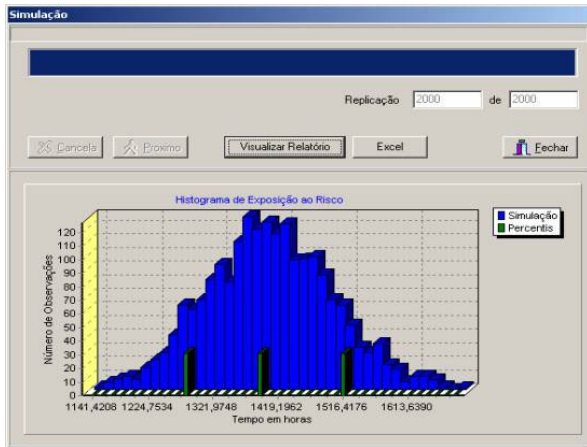 Simulação
Replicação 2000 de 2000
Cancela Proximo Visualizar Relatório Excel Fechar
Histograma de Exposição ao Risco
Simulação
Percentis
Número de Observações
120
110
100
90
80
70
60
50
40
30
20
10
0
1141,4208 1224,7534 1321,9748 1419,1962 1516,4176 1613,6390
Tempo em horas